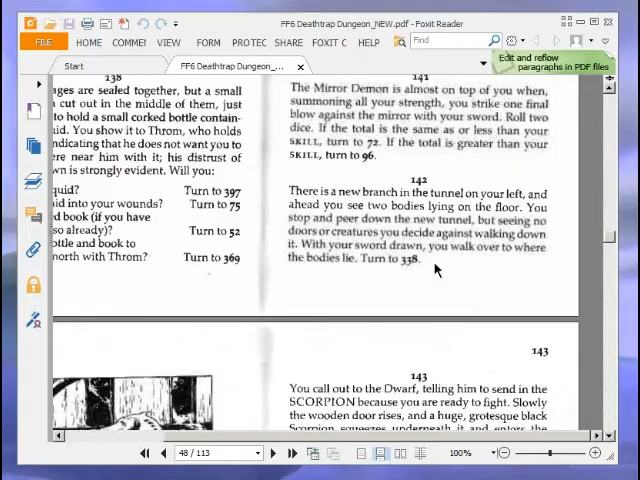 FF6 Deathtrap Dungeon_NEW.pdf - Foxit Reader
FILE HOME COMMEI VIEW FORM PROTEC SHARE FOXIT C HELP Find
Edit and reflow
paragraphs in PDF files
Start FF6 Deathtrap Dungeon_...
138
ages are sealed together, but a small
cut out in the middle of them, just
to hold a small corked bottle contain-
uid. You show it to Throm, who holds
ndicating that he does not want you to
ere near him with it; his distrust of
wn is strongly evident. Will you:
quid? Turn to 397
uid into your wounds? Turn to 75
ed book (if you have
so already)? Turn to 52
ottle and book to
north with Throm? Turn to 369
141
The Mirror Demon is almost on top of you when,
summoning all your strength, you strike one final
blow against the mirror with your sword. Roll two
dice. If the total is the same as or less than your
SKILL, turn to 72. If the total is greater than your
SKILL, turn to 96.
142
There is a new branch in the tunnel on your left, and
ahead you see two bodies lying on the floor. You
stop and peer down the new tunnel, but seeing no
doors or creatures you decide against walking down
it. With your sword drawn, you walk over to where
the bodies lie. Turn to 338.
143
143
You call out to the Dwarf, telling him to send in the
SCORPION because you are ready to fight. Slowly
the wooden door rises, and a huge, grotesque black
Scorpion squeezes underneath it and enters the
48 / 113 100%